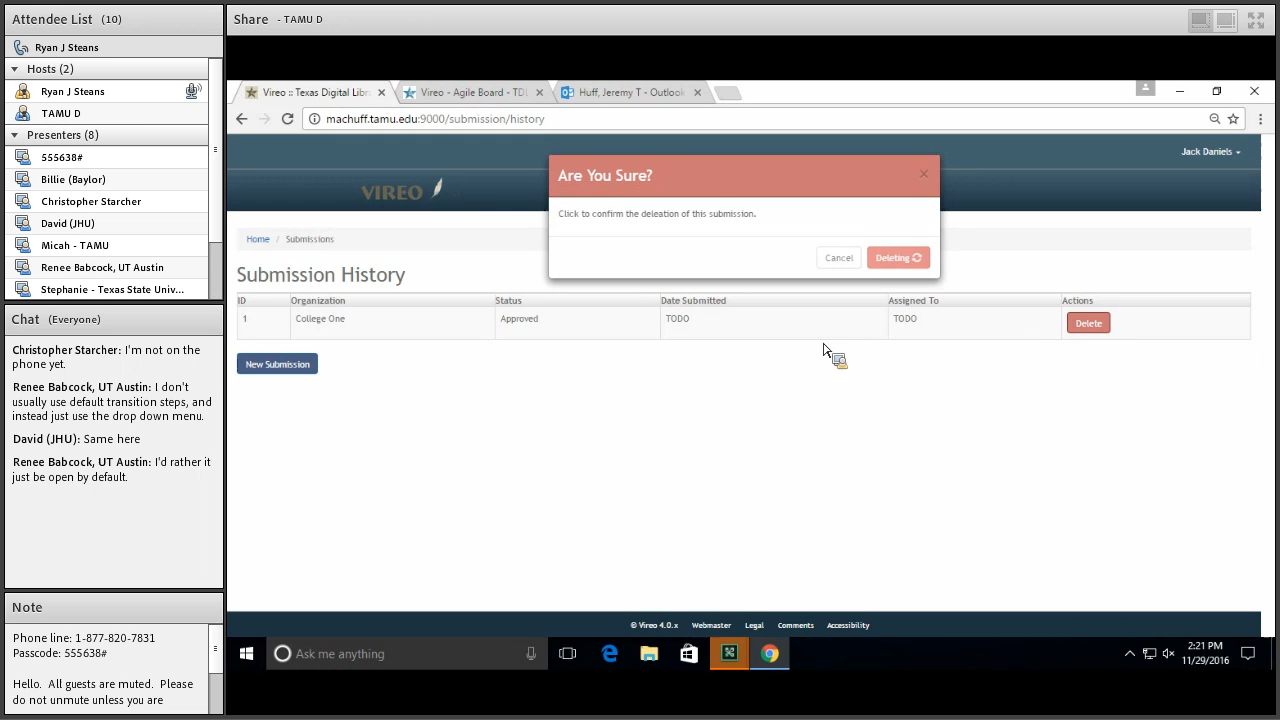 Attendee List (10)
Ryan J Steans
Hosts (2)
Ryan J Steans
TAMU D
Presenters (8)
555638#
Billie (Baylor)
Christopher Starcher
David (JHU)
Micah - TAMU
Renee Babcock, UT Austin
Stephanie - Texas State Univ...
Chat (Everyone)
Christopher Starcher: I'm not on the
phone yet.
Renee Babcock, UT Austin: I don't
usually use default transition steps, and
instead just use the drop down menu.
David (JHU): Same here
Renee Babcock, UT Austin: I'd rather it
just be open by default.
Note
Phone line: 1-877-820-7831
Passcode: 555638#
Hello. All guests are muted. Please
do not unmute unless you are
Share - TAMU D
Vireo :: Texas Digital Libr
Vireo - Agile Board - TDL
Huff, Jeremy T - Outlook
machuff.tamu.edu:9000/submission/history
Jack Daniels
VIREO
Are You Sure?
Click to confirm the deleation of this submission.
Cancel
Deleting
Home / Submissions
Submission History
ID Organization Status Date Submitted Assigned To Actions
1 College One Approved TODO TODO Delete
New Submission
© Vireo 4.0.x Webmaster Legal Comments Accessibility
Ask me anything
2:21 PM
11/29/2016